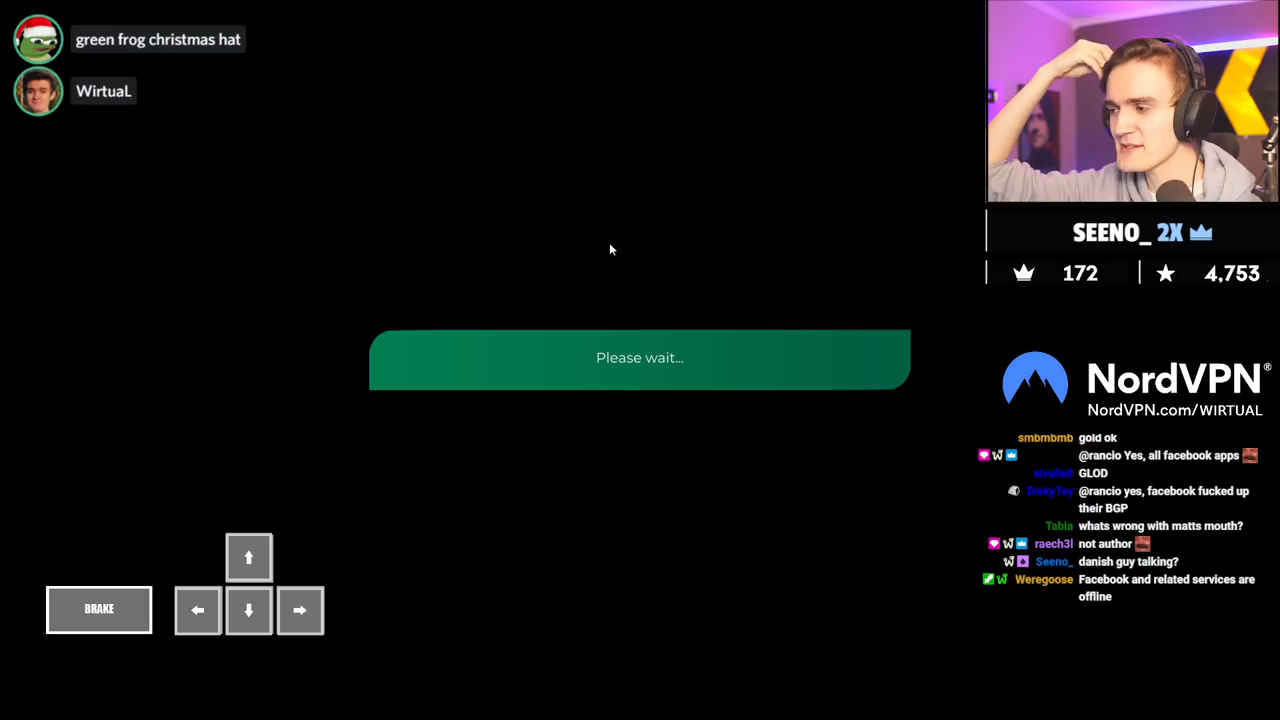 green frog christmas hat
WirtuaL
SEENO_ 2X
172 4,753
Please wait...
NordVPN®
NordVPN.com/WIRTUAL
smbmbmb gold ok
@rancio Yes, all facebook apps
GLOD
DiskyToy @rancio yes, facebook fucked up
their BGP
Tabia whats wrong with matts mouth?
raech3l not author
Seeno_ danish guy talking?
Weregoose Facebook and related services are
offline
BRAKE